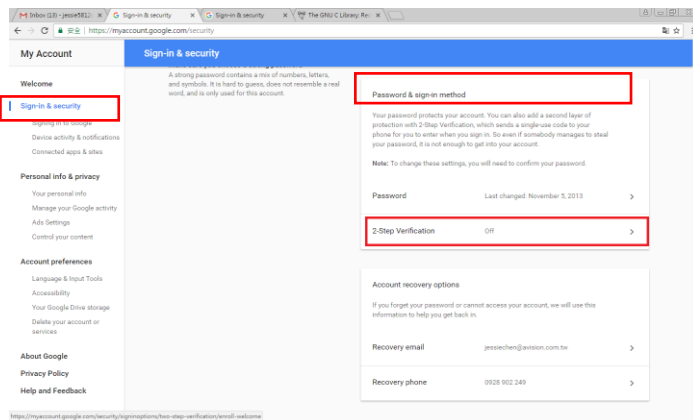 Inbox (13) - jessie5812
Sign-in & security
Sign-in & security
The GNU C Library: Re
安全 | https://myaccount.google.com/security
My Account
Sign-in & security
A strong password contains a mix of numbers, letters,
and symbols. It is hard to guess, does not resemble a real
word, and is only used for this account.
Welcome
Sign-in & security
Signing in to Google
Device activity & notifications
Connected apps & sites
Personal info & privacy
Your personal info
Manage your Google activity
Ads Settings
Control your content
Account preferences
Language & Input Tools
Accessibility
Your Google Drive storage
Delete your account or
services
About Google
Privacy Policy
Help and Feedback
Password & sign-in method
Your password protects your account. You can also add a second layer of
protection with 2-Step Verification, which sends a single-use code to your
phone for you to enter when you sign in. So even if somebody manages to steal
your password, it is not enough to get into your account.
Note: To change these settings, you will need to confirm your password.
Password Last changed: November 5, 2013
2-Step Verification Off
Account recovery options
If you forget your password or cannot access your account, we will use this
information to help you get back in.
Recovery email jessiechen@avision.com.tw
Recovery phone 0928 902 249
https://myaccount.google.com/security/signinoptions/two-step-verification/enroll-welcome